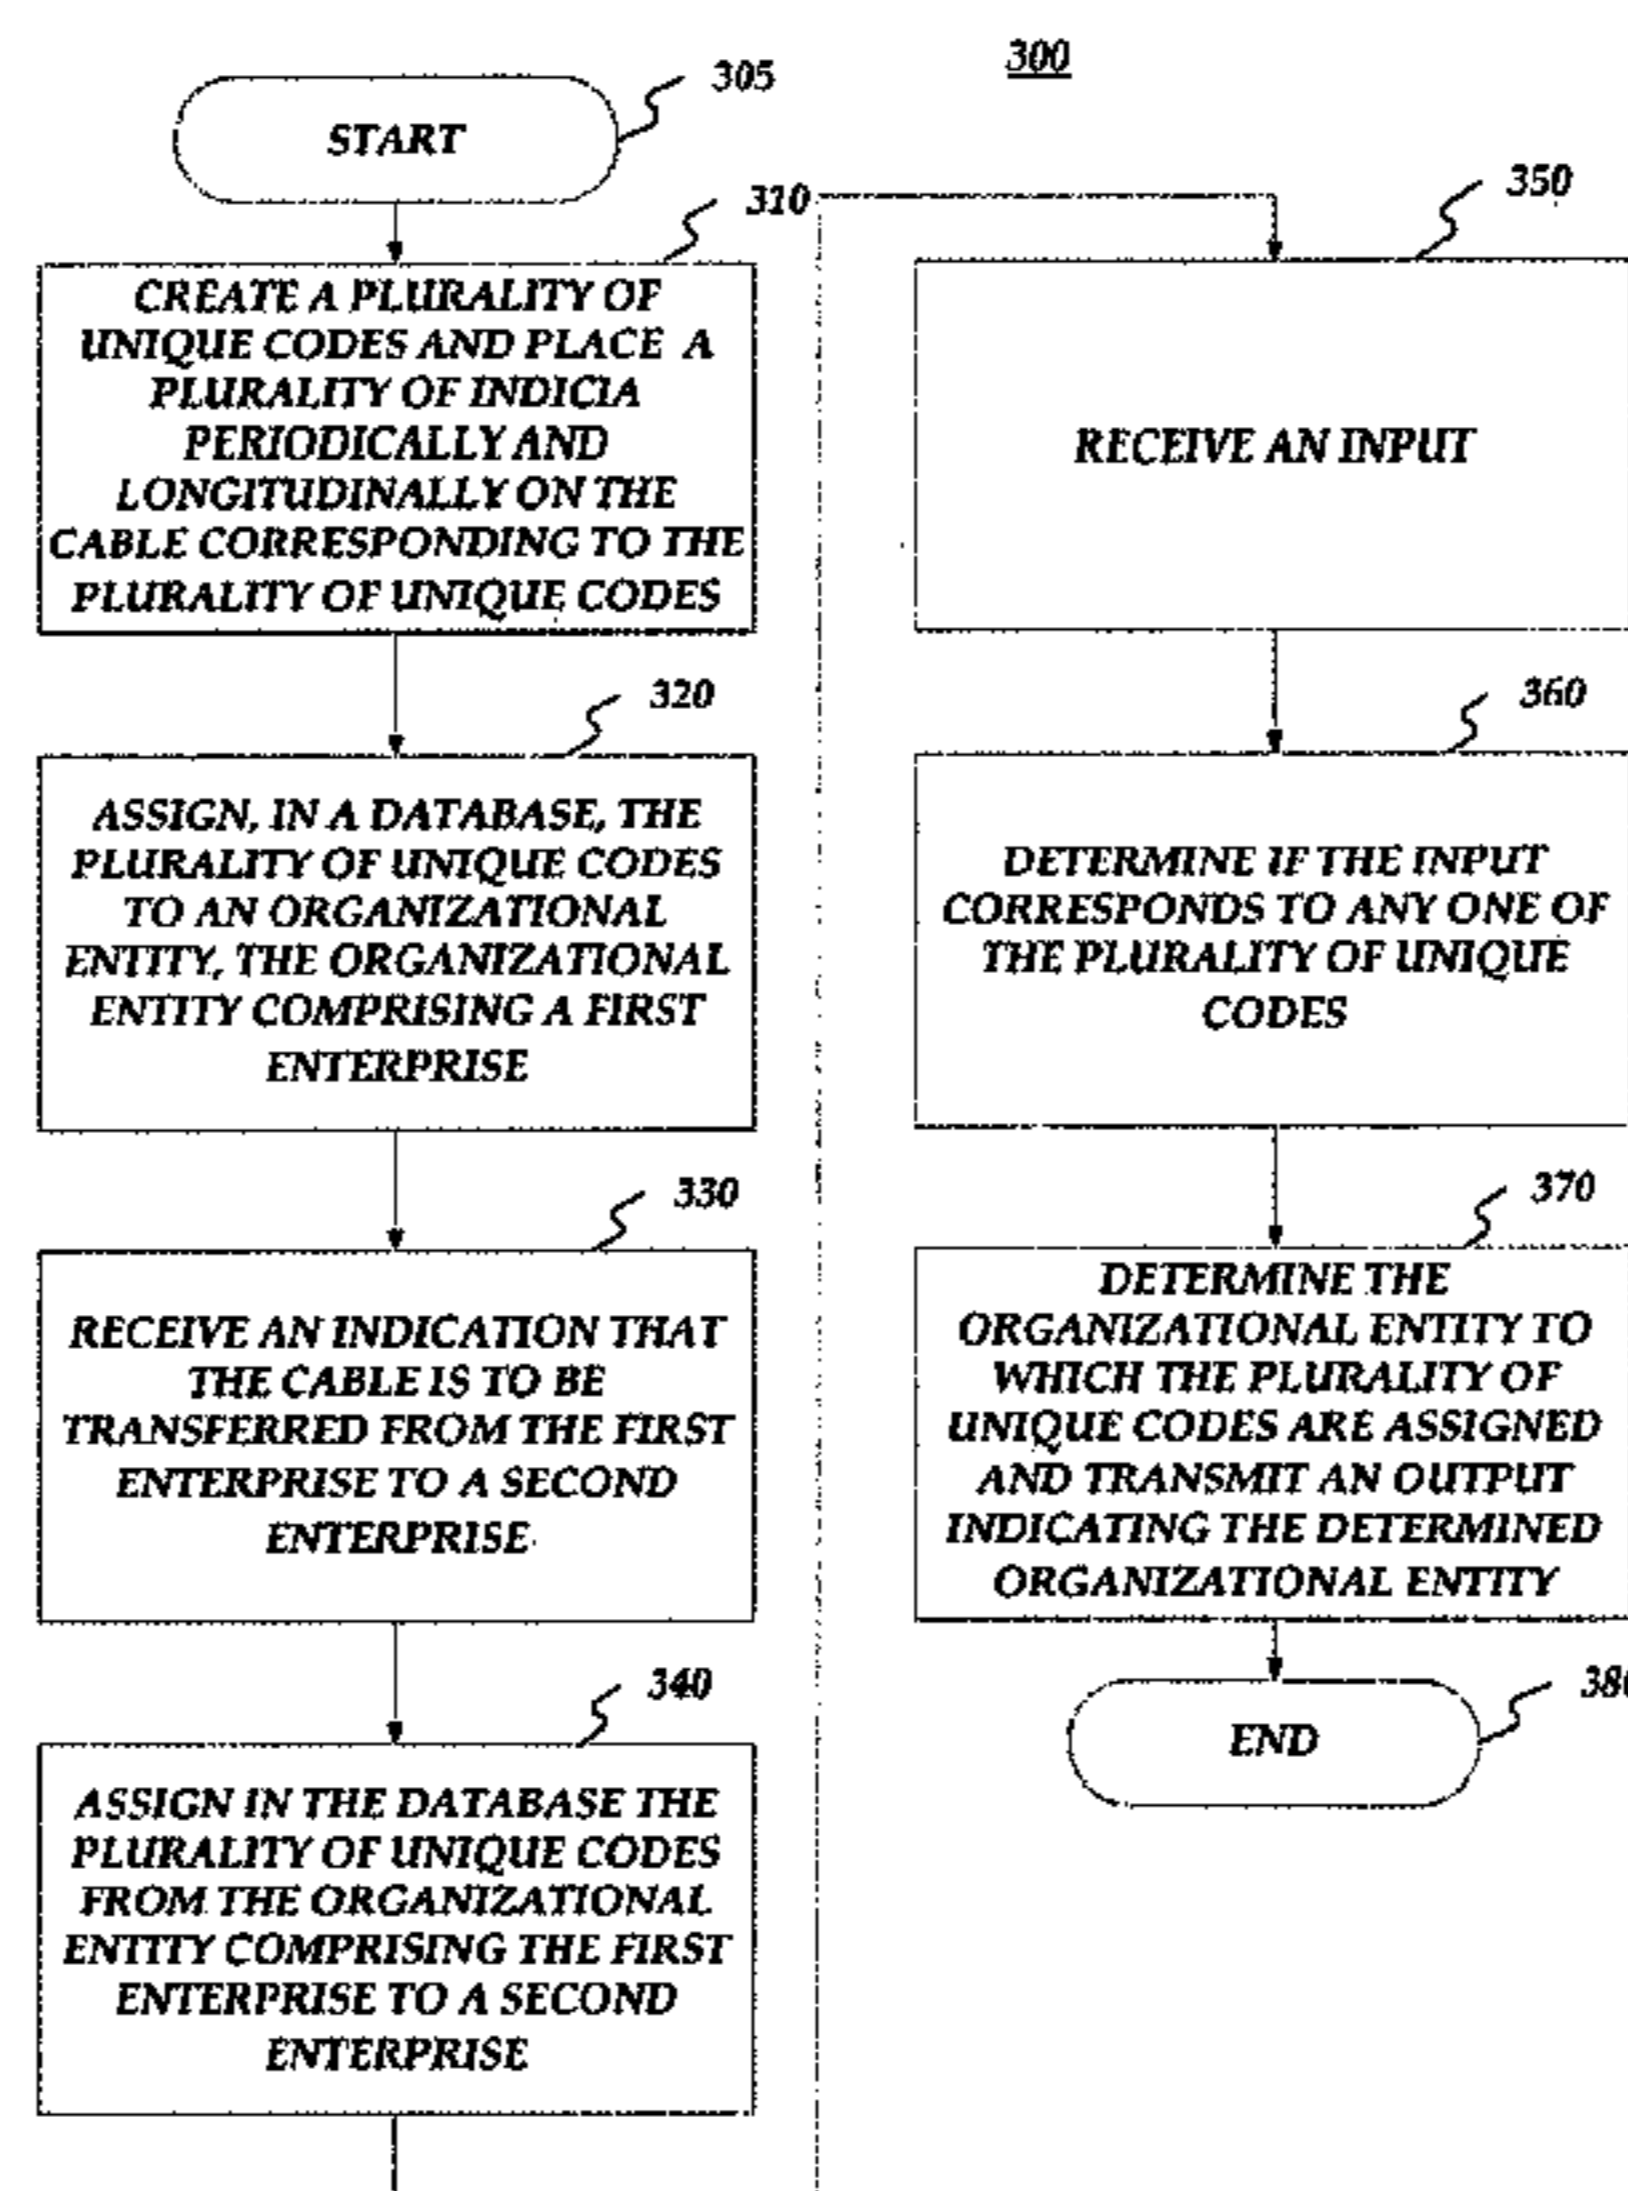 300
305
START
310
CREATE A PLURALITY OF
UNIQUE CODES AND PLACE A
PLURALITY OF INDICIA
PERIODICALLY AND
LONGITUDINALLY ON THE
CABLE CORRESPONDING TO THE
PLURALITY OF UNIQUE CODES
320
ASSIGN, IN A DATABASE, THE
PLURALITY OF UNIQUE CODES
TO AN ORGANIZATIONAL
ENTITY, THE ORGANIZATIONAL
ENTITY COMPRISING A FIRST
ENTERPRISE
330
RECEIVE AN INDICATION THAT
THE CABLE IS TO BE
TRANSFERRED FROM THE FIRST
ENTERPRISE TO A SECOND
ENTERPRISE
340
ASSIGN IN THE DATABASE THE
PLURALITY OF UNIQUE CODES
FROM THE ORGANIZATIONAL
ENTITY COMPRISING THE FIRST
ENTERPRISE TO A SECOND
ENTERPRISE
350
RECEIVE AN INPUT
360
DETERMINE IF THE INPUT
CORRESPONDS TO ANY ONE OF
THE PLURALITY OF UNIQUE
CODES
370
DETERMINE THE
ORGANIZATIONAL ENTITY TO
WHICH THE PLURALITY OF
UNIQUE CODES ARE ASSIGNED
AND TRANSMIT AN OUTPUT
INDICATING THE DETERMINED
ORGANIZATIONAL ENTITY
380
END